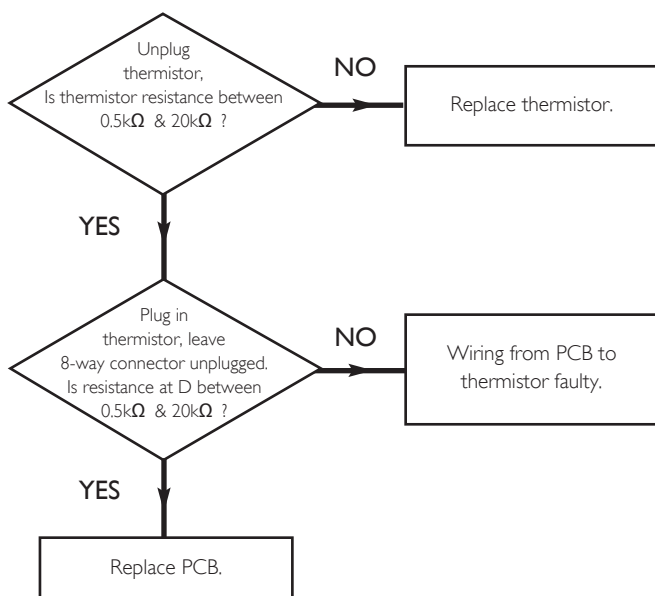 Unplug
thermistor,
Is thermistor resistance between
0.5kΩ & 20kΩ ?
NO
Replace thermistor.
YES
Plug in
thermistor, leave
8-way connector unplugged.
Is resistance at D between
0.5kΩ & 20kΩ ?
NO
Wiring from PCB to
thermistor faulty.
YES
Replace PCB.